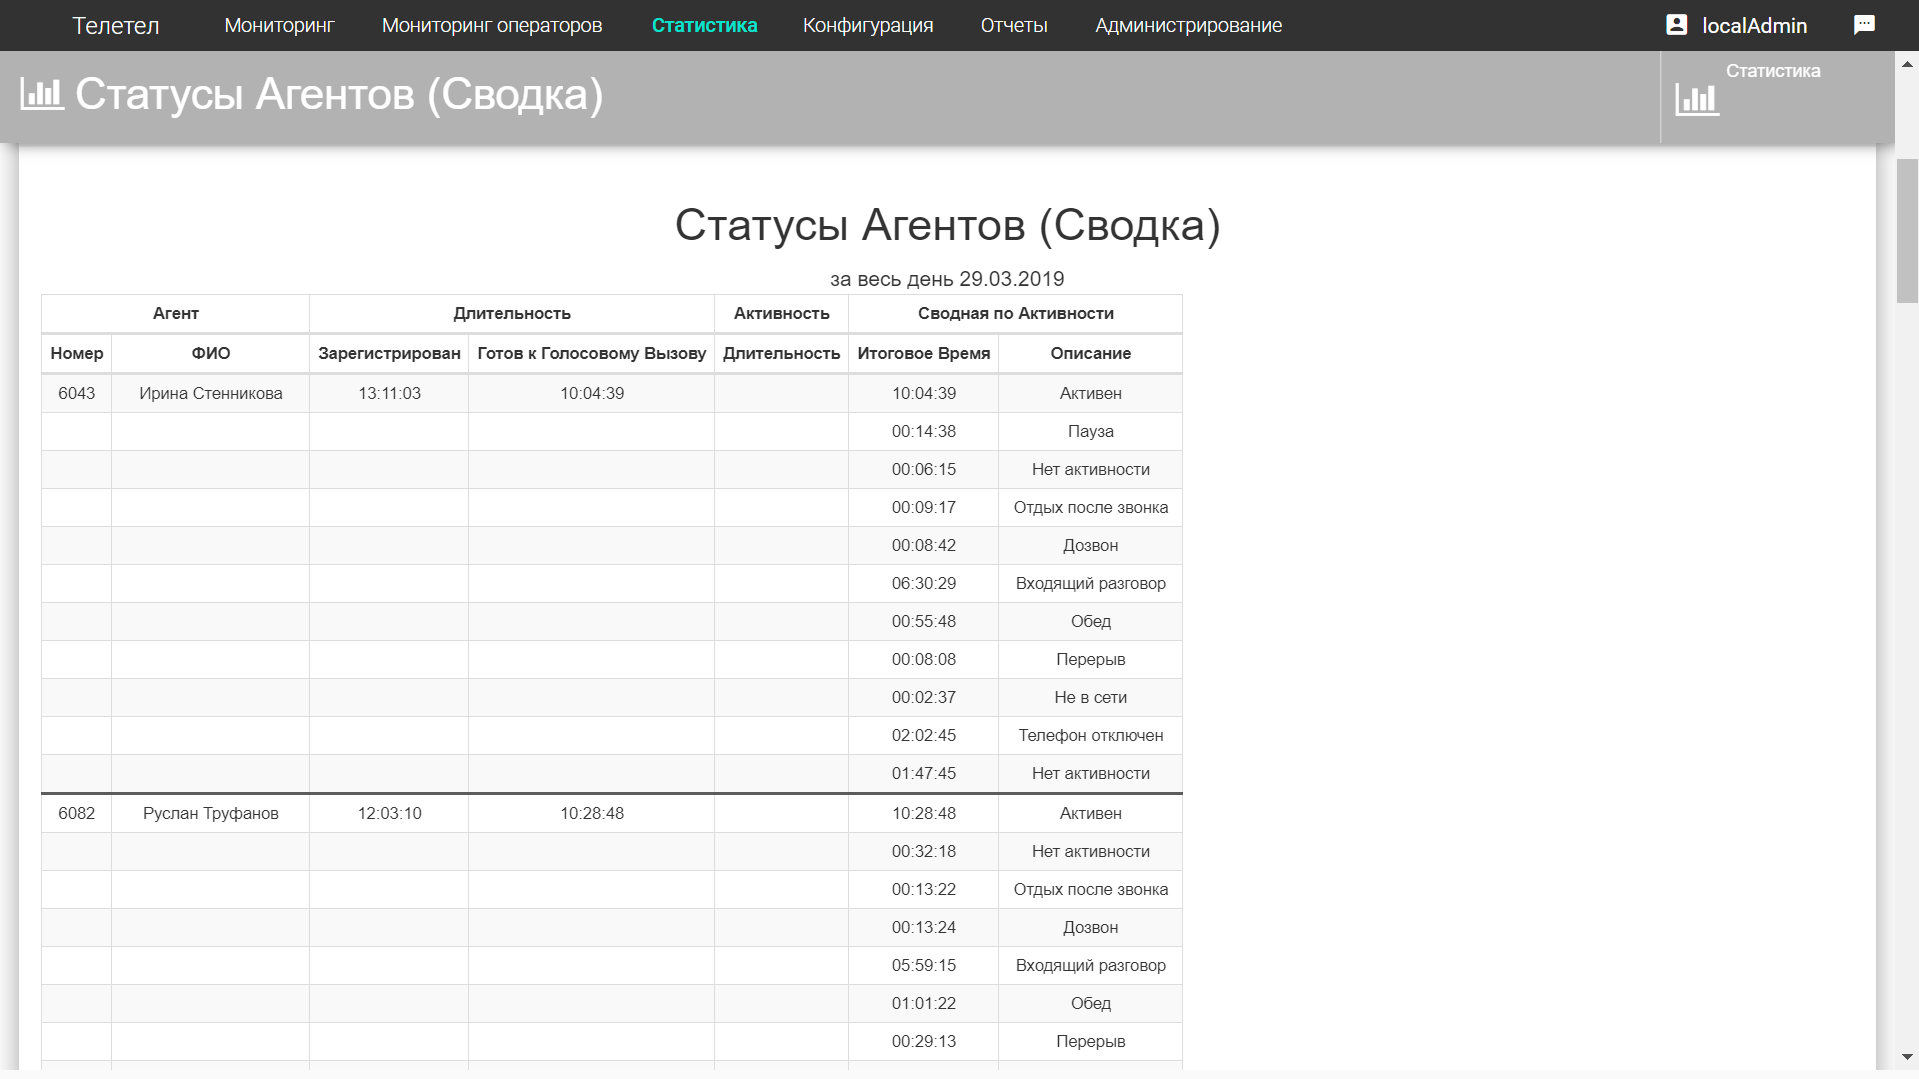 Телетел Мониторинг Мониторинг операторов Статистика Конфигурация Отчеты Администрирование localAdmin
Статусы Агентов (Сводка)
Статистика
Статусы Агентов (Сводка)
за весь день 29.03.2019
Агент Длительность Активность Сводная по Активности
Номер ФИО Зарегистрирован Готов к Голосовому Вызову Длительность Итоговое Время Описание
6043 Ирина Стенникова 13:11:03 10:04:39 10:04:39 Активен
00:14:38 Пауза
00:06:15 Нет активности
00:09:17 Отдых после звонка
00:08:42 Дозвон
06:30:29 Входящий разговор
00:55:48 Обед
00:08:08 Перерыв
00:02:37 Не в сети
02:02:45 Телефон отключен
01:47:45 Нет активности
6082 Руслан Труфанов 12:03:10 10:28:48 10:28:48 Активен
00:32:18 Нет активности
00:13:22 Отдых после звонка
00:13:24 Дозвон
05:59:15 Входящий разговор
01:01:22 Обед
00:29:13 Перерыв